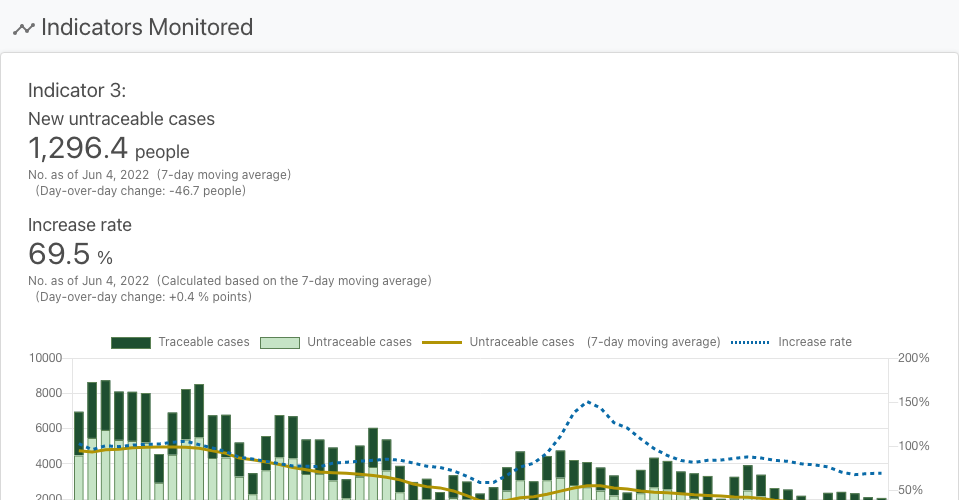 Indicators Monitored
Indicator 3:
New untraceable cases
1,296.4 people
No. as of Jun 4, 2022 (7-day moving average)
(Day-over-day change: -46.7 people)
Increase rate
69.5 %
No. as of Jun 4, 2022 (Calculated based on the 7-day moving average)
(Day-over-day change: +0.4 % points)
Traceable cases Untraceable cases Untraceable cases (7-day moving average) Increase rate
10000 200%
8000
150%
6000
100%
4000
50%
2000